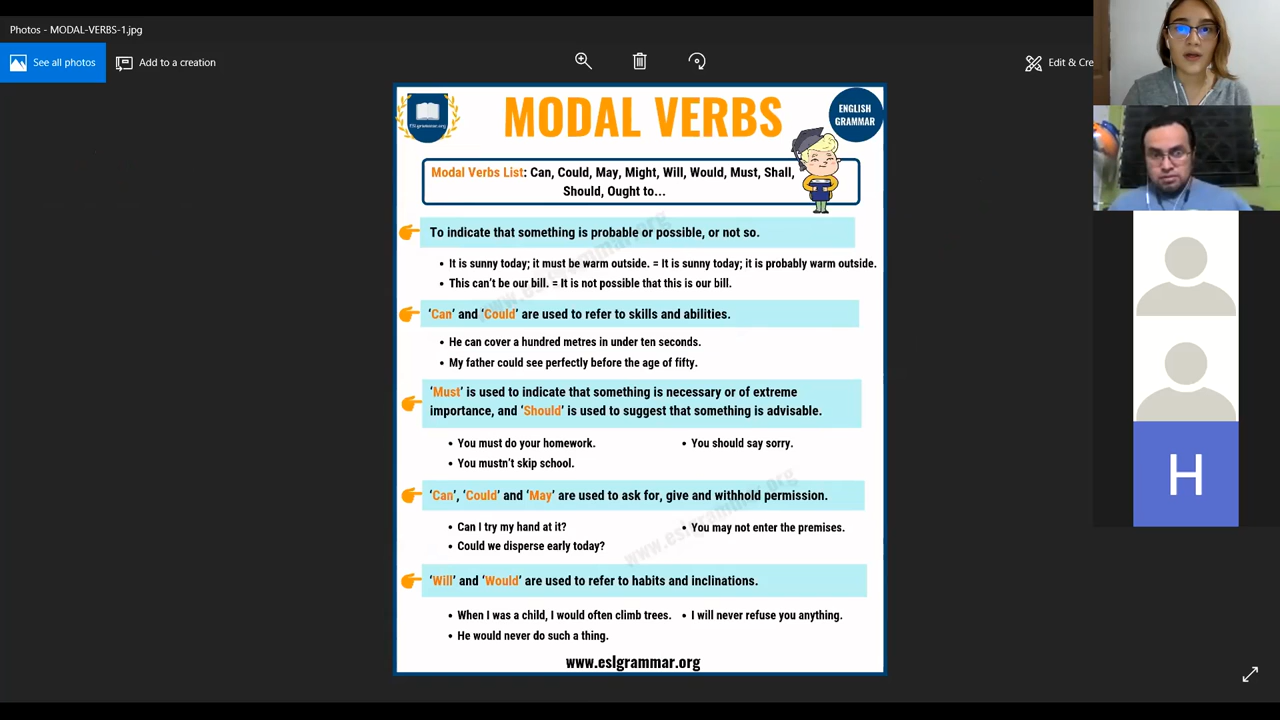 Photos - MODAL-VERBS-1.jpg
See all photos
Add to a creation
Edit & Cre
ESLgrammar.org
MODAL VERBS
ENGLISH
GRAMMAR
Modal Verbs List: Can, Could, May, Might, Will, Would, Must, Shall,
Should, Ought to...
To indicate that something is probable or possible, or not so.
• It is sunny today; it must be warm outside. = It is sunny today; it is probably warm outside.
• This can't be our bill. = It is not possible that this is our bill.
‘Can’ and ‘Could’ are used to refer to skills and abilities.
• He can cover a hundred metres in under ten seconds.
• My father could see perfectly before the age of fifty.
‘Must’ is used to indicate that something is necessary or of extreme
importance, and ‘Should’ is used to suggest that something is advisable.
• You must do your homework.
• You should say sorry.
• You mustn't skip school.
‘Can’, ‘Could’ and ‘May’ are used to ask for, give and withhold permission.
• Can I try my hand at it?
• You may not enter the premises.
• Could we disperse early today?
‘Will’ and ‘Would’ are used to refer to habits and inclinations.
• When I was a child, I would often climb trees.
• I will never refuse you anything.
• He would never do such a thing.
www.eslgrammar.org
www.eslgrammar.org
www.eslgrammar.org
H